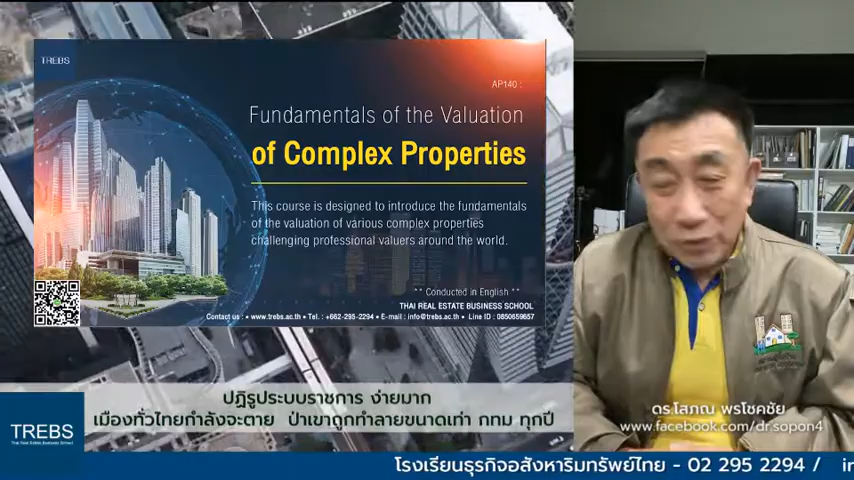 TREBS
AP140 :
Fundamentals of the Valuation
of Complex Properties
This course is designed to introduce the fundamentals
of the valuation of various complex properties
challenging professional valuers around the world.
** Conducted in English **
THAI REAL ESTATE BUSINESS SCHOOL
Contact us : • www.trebs.ac.th • Tel. : +662-295-2294 • E-mail : info@trebs.ac.th • Line ID : 0850659657
ปฏิรูประบบราชการ ง่ายมาก
เมืองทั่วไทยกำลังจะตาย ป่าเขาถูกทำลายขนาดเท่า กทม ทุกปี
ดร.โสภณ พรโชคชัย
www.facebook.com/dr.sopon4
TREBS
โรงเรียนธุรกิจอสังหาริมทรัพย์ไทย - 02 295 2294 /